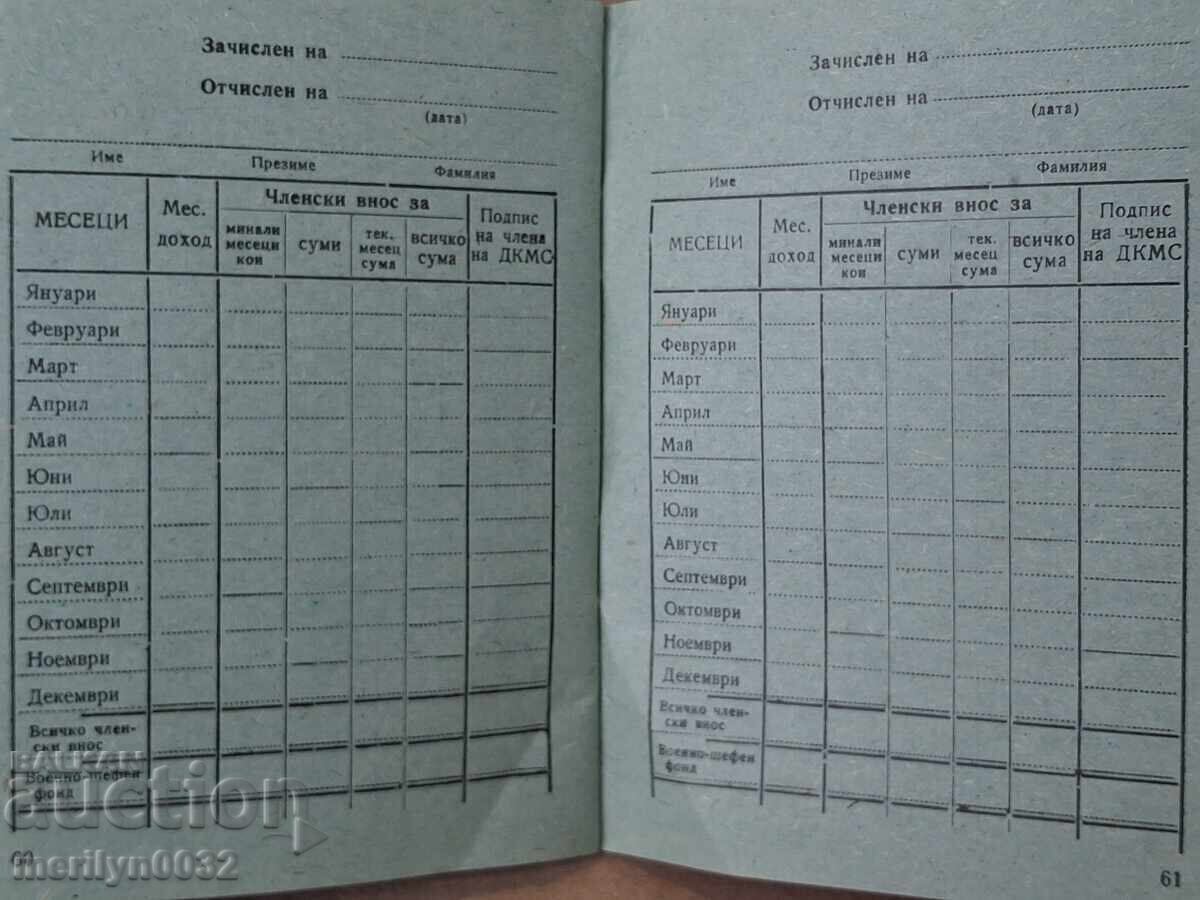 Зачислен на
Отчислен на
(дата)
Име Презиме Фамилия
МЕСЕЦИ
Мес. доход
Членски внос за
минали месеци кои
суми
тек. месец сума
всичко сума
Подпис на члена на ДКМС
Януари
Февруари
Март
Април
Май
Юни
Юли
Август
Септември
Октомври
Ноември
Декември
Всичко член-
ски внос
Военно-шефен
фонд
60
Зачислен на
Отчислен на
(дата)
Име Презиме Фамилия
МЕСЕЦИ
Мес. доход
Членски внос за
минали месеци кои
суми
тек. месец сума
всичко сума
Подпис на члена на ДКМС
Януари
Февруари
Март
Април
Май
Юни
Юли
Август
Септември
Октомври
Ноември
Декември
Всичко членски внос
Военно-шефен
фонд
61
BALKAN
auction
merilyn0032